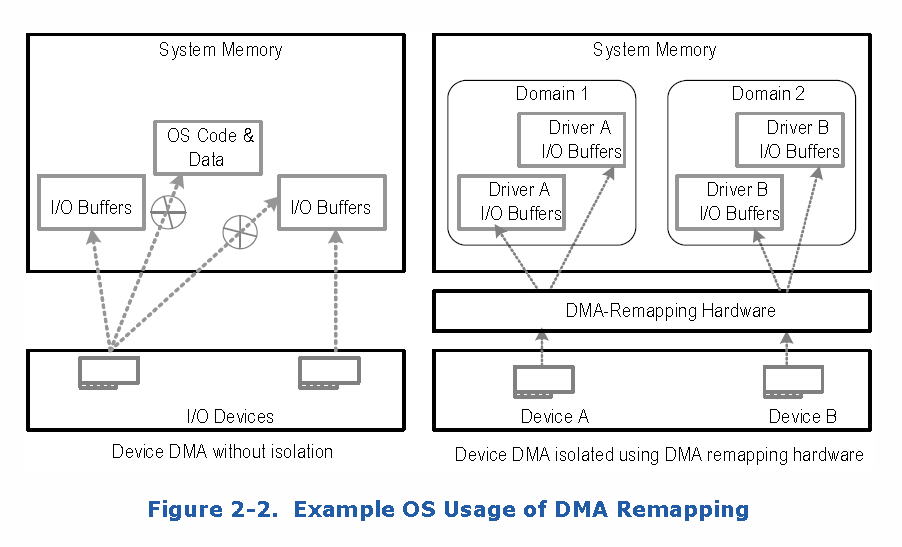 System Memory
OS Code &
Data
I/O Buffers
I/O Buffers
I/O Devices
Device DMA without isolation
System Memory
Domain 1
Driver A
I/O Buffers
Driver A
I/O Buffers
Domain 2
Driver B
I/O Buffers
Driver B
I/O Buffers
DMA-Remapping Hardware
Device A
Device B
Device DMA isolated using DMA remapping hardware
Figure 2-2. Example OS Usage of DMA Remapping